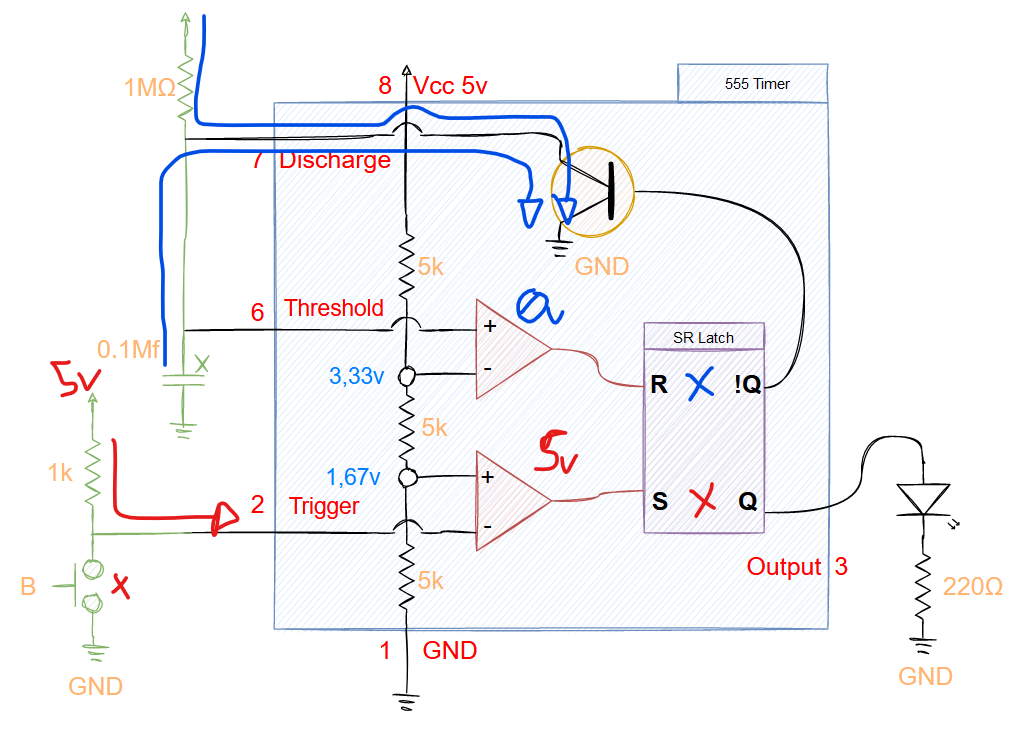 1MΩ
8 Vcc 5v
555 Timer
7 Discharge
5k
GND
6 Threshold
+
-
0v
SR Latch
0.1Mf
X
3,33v
R X !Q
5v
1k
5k
5v
1,67v
+
-
2 Trigger
S X Q
B X
5k
Output 3
220Ω
1 GND
GND
GND